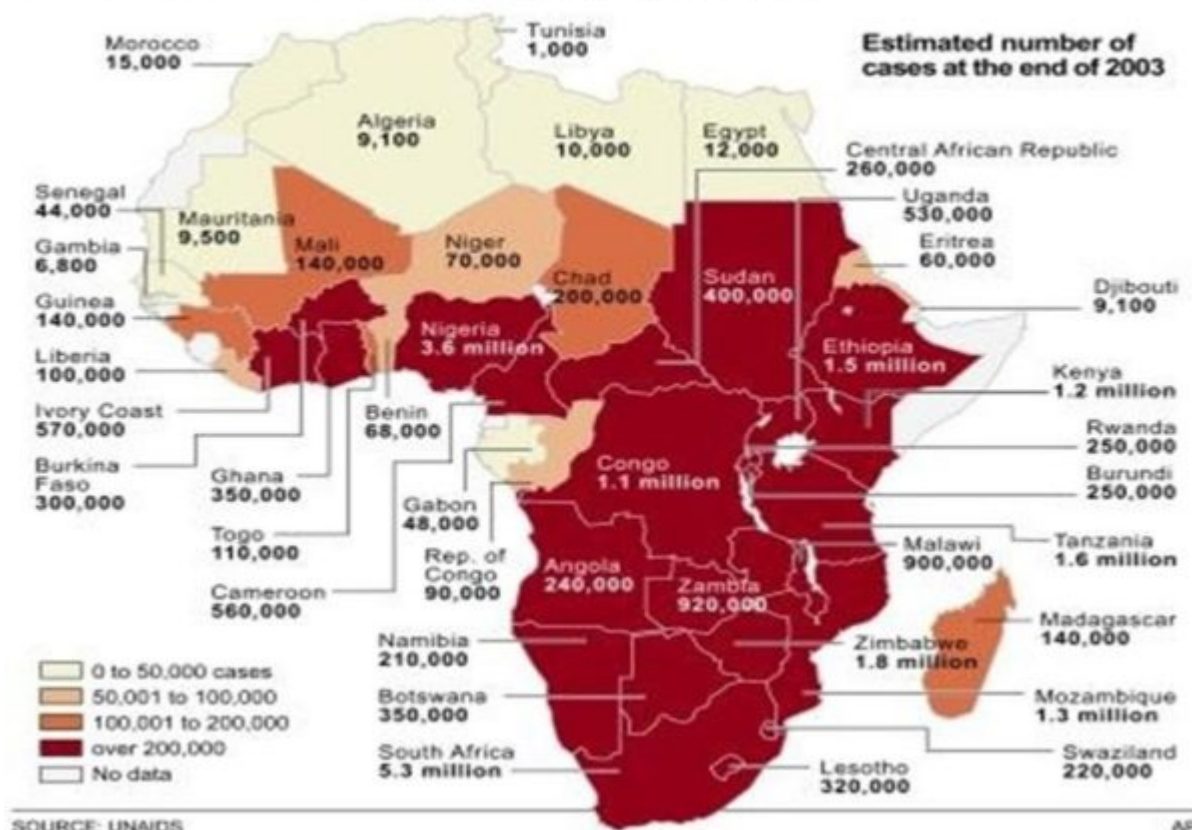 Estimated number of
cases at the end of 2003
Morocco
15,000
Tunisia
1,000
Algeria
9,100
Libya
10,000
Egypt
12,000
Central African Republic
260,000
Uganda
530,000
Eritrea
60,000
Djibouti
9,100
Senegal
44,000
Mauritania
9,500
Gambia
6,800
Mali
140,000
Niger
70,000
Chad
200,000
Sudan
400,000
Guinea
140,000
Nigeria
3.6 million
Ethiopia
1.5 million
Liberia
100,000
Kenya
1.2 million
Ivory Coast
570,000
Benin
68,000
Rwanda
250,000
Burkina
Faso
300,000
Ghana
350,000
Congo
1.1 million
Burundi
250,000
Gabon
48,000
Togo
110,000
Rep. of
Congo
90,000
Angola
240,000
Zambia
920,000
Malawi
900,000
Tanzania
1.6 million
Cameroon
560,000
Madagascar
140,000
Namibia
210,000
Zimbabwe
1.8 million
Botswana
350,000
Mozambique
1.3 million
South Africa
5.3 million
Lesotho
320,000
Swaziland
220,000
0 to 50,000 cases
50,001 to 100,000
100,001 to 200,000
over 200,000
No data
SOURCE: UNAIDS
AP